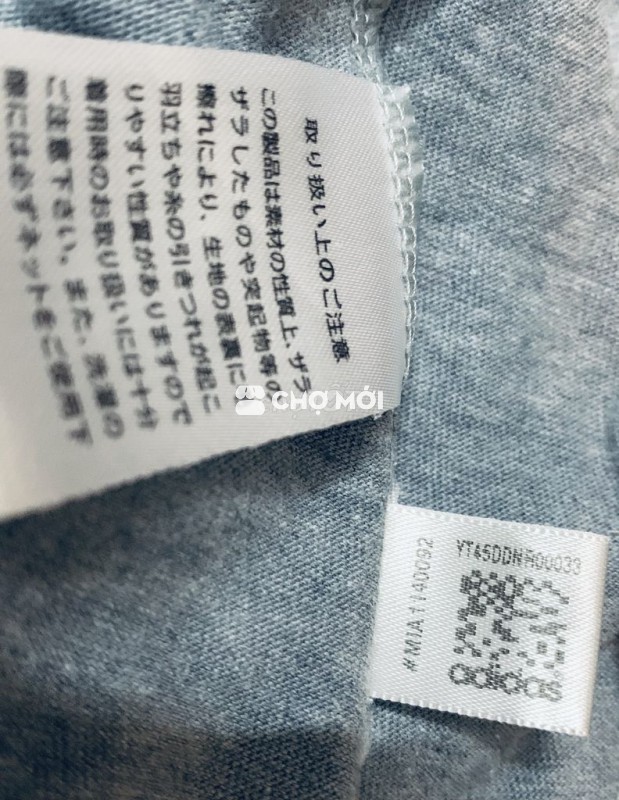 取り扱い上のご注意
この製品は素材の性質上、ザラ
ザラしたものや突起物等の
擦れにより、生地の表裏に
羽立ちや糸の引きつれが起こ
りやすい性質がありますので
着用時のお取り扱いには十分
ご注意下さい。また、洗濯の
際には必ずネットをご使用下
CHỢ MỚI
#MIA1140092
YT45DDNR00033
adidas